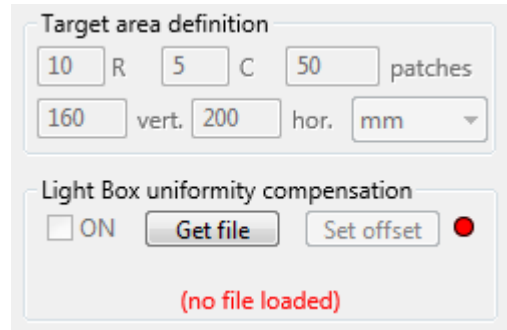 Target area definition
10 R 5 C 50 patches
160 vert. 200 hor. mm
Light Box uniformity compensation
ON Get file Set offset
(no file loaded)